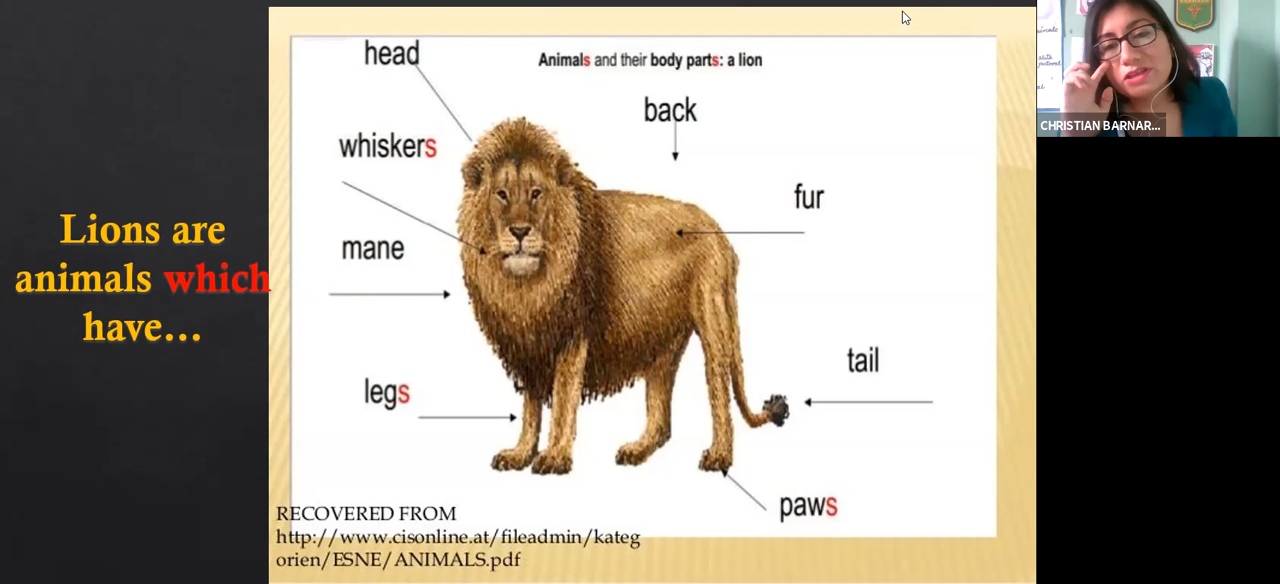 Lions are
animals which
have...
Animals and their body parts: a lion
head
back
whiskers
fur
mane
tail
legs
paws
RECOVERED FROM
http://www.cisonline.at/fileadmin/kateg
orien/ESNE/ANIMALS.pdf
CHRISTIAN BARNAR...